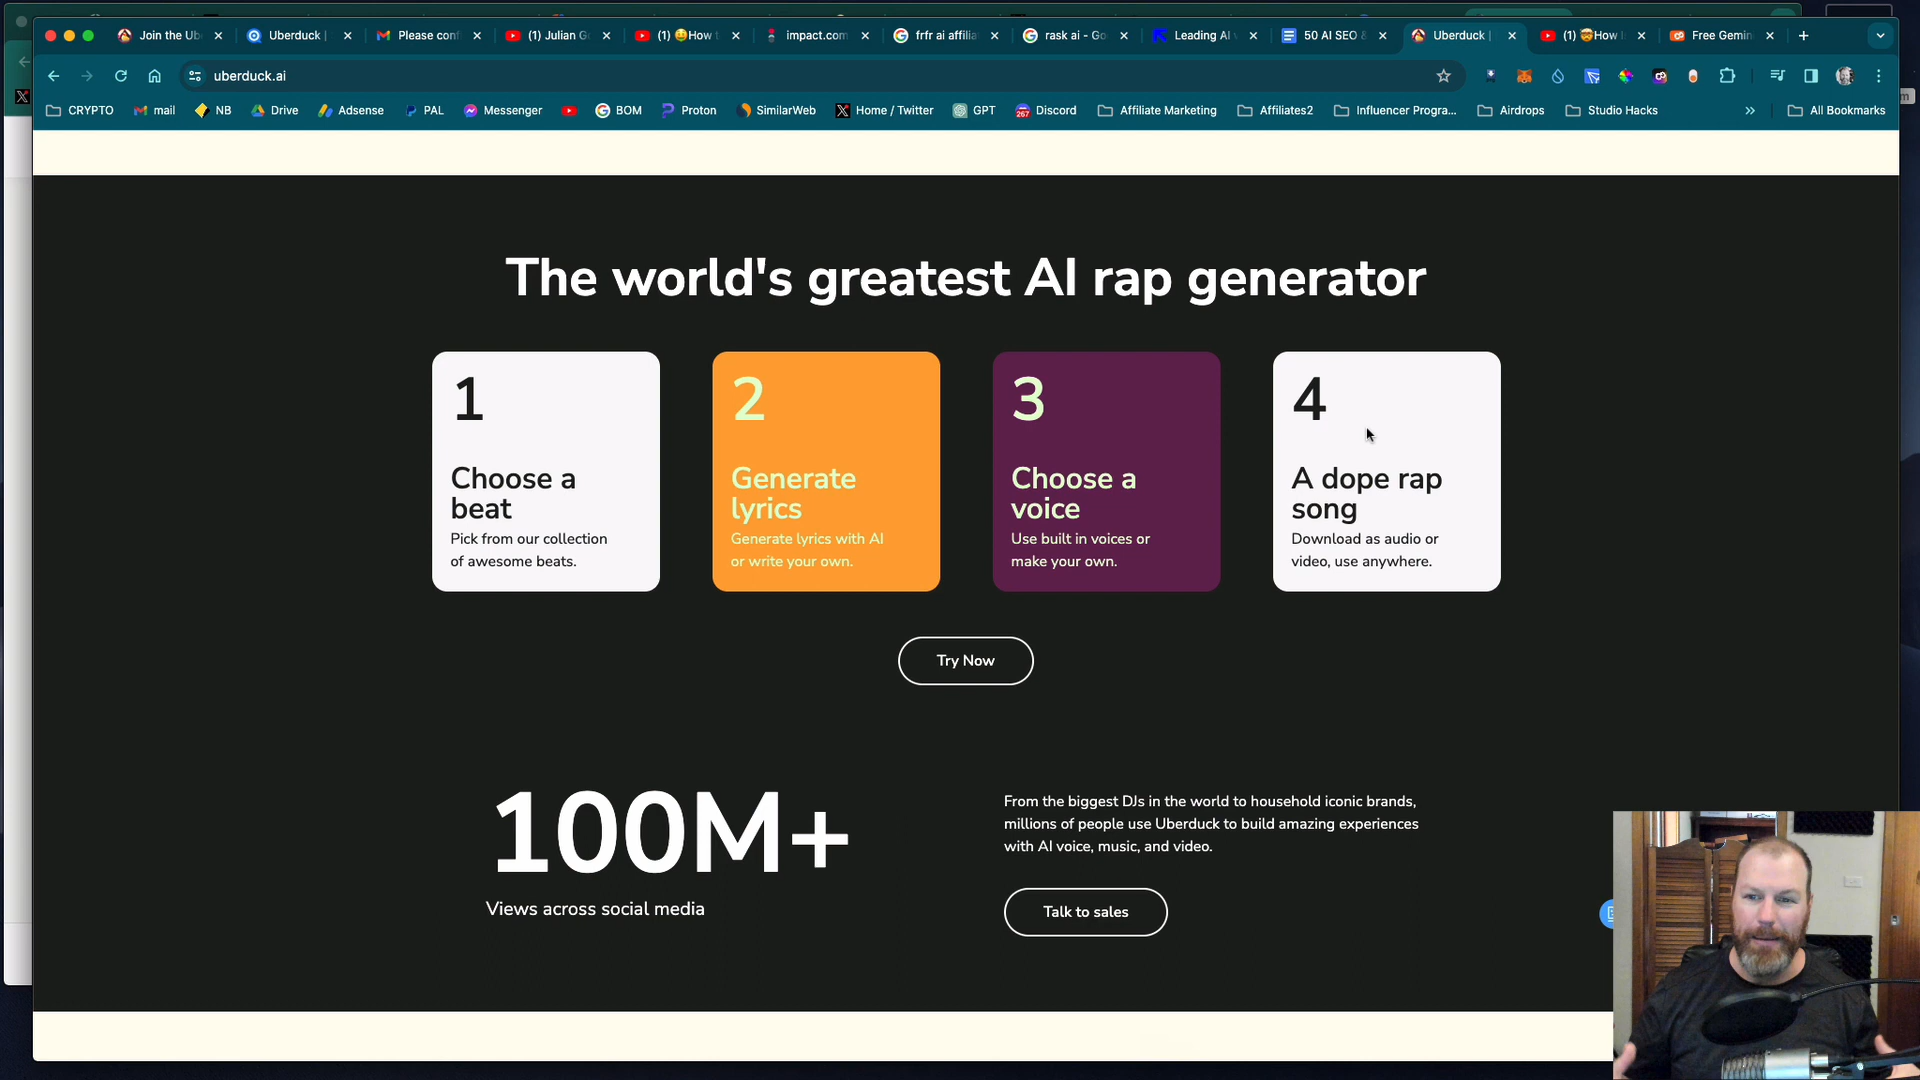 Join the Ub
Uberduck |
Please conf
(1) Julian G
(1) 🤑How t
impact.com
frfr ai affilia
rask ai - Go
Leading AI v
50 AI SEO &
Uberduck |
(1) 🤯How I
Free Gemin
uberduck.ai
CRYPTO
mail
NB
Drive
Adsense
PAL
Messenger
BOM
Proton
SimilarWeb
Home / Twitter
GPT
267
Discord
Affiliate Marketing
Affiliates2
Influencer Progra...
Airdrops
Studio Hacks
All Bookmarks
The world's greatest AI rap generator
1
Choose a
beat
Pick from our collection
of awesome beats.
2
Generate
lyrics
Generate lyrics with AI
or write your own.
3
Choose a
voice
Use built in voices or
make your own.
4
A dope rap
song
Download as audio or
video, use anywhere.
Try Now
100M+
Views across social media
From the biggest DJs in the world to household iconic brands,
millions of people use Uberduck to build amazing experiences
with AI voice, music, and video.
Talk to sales